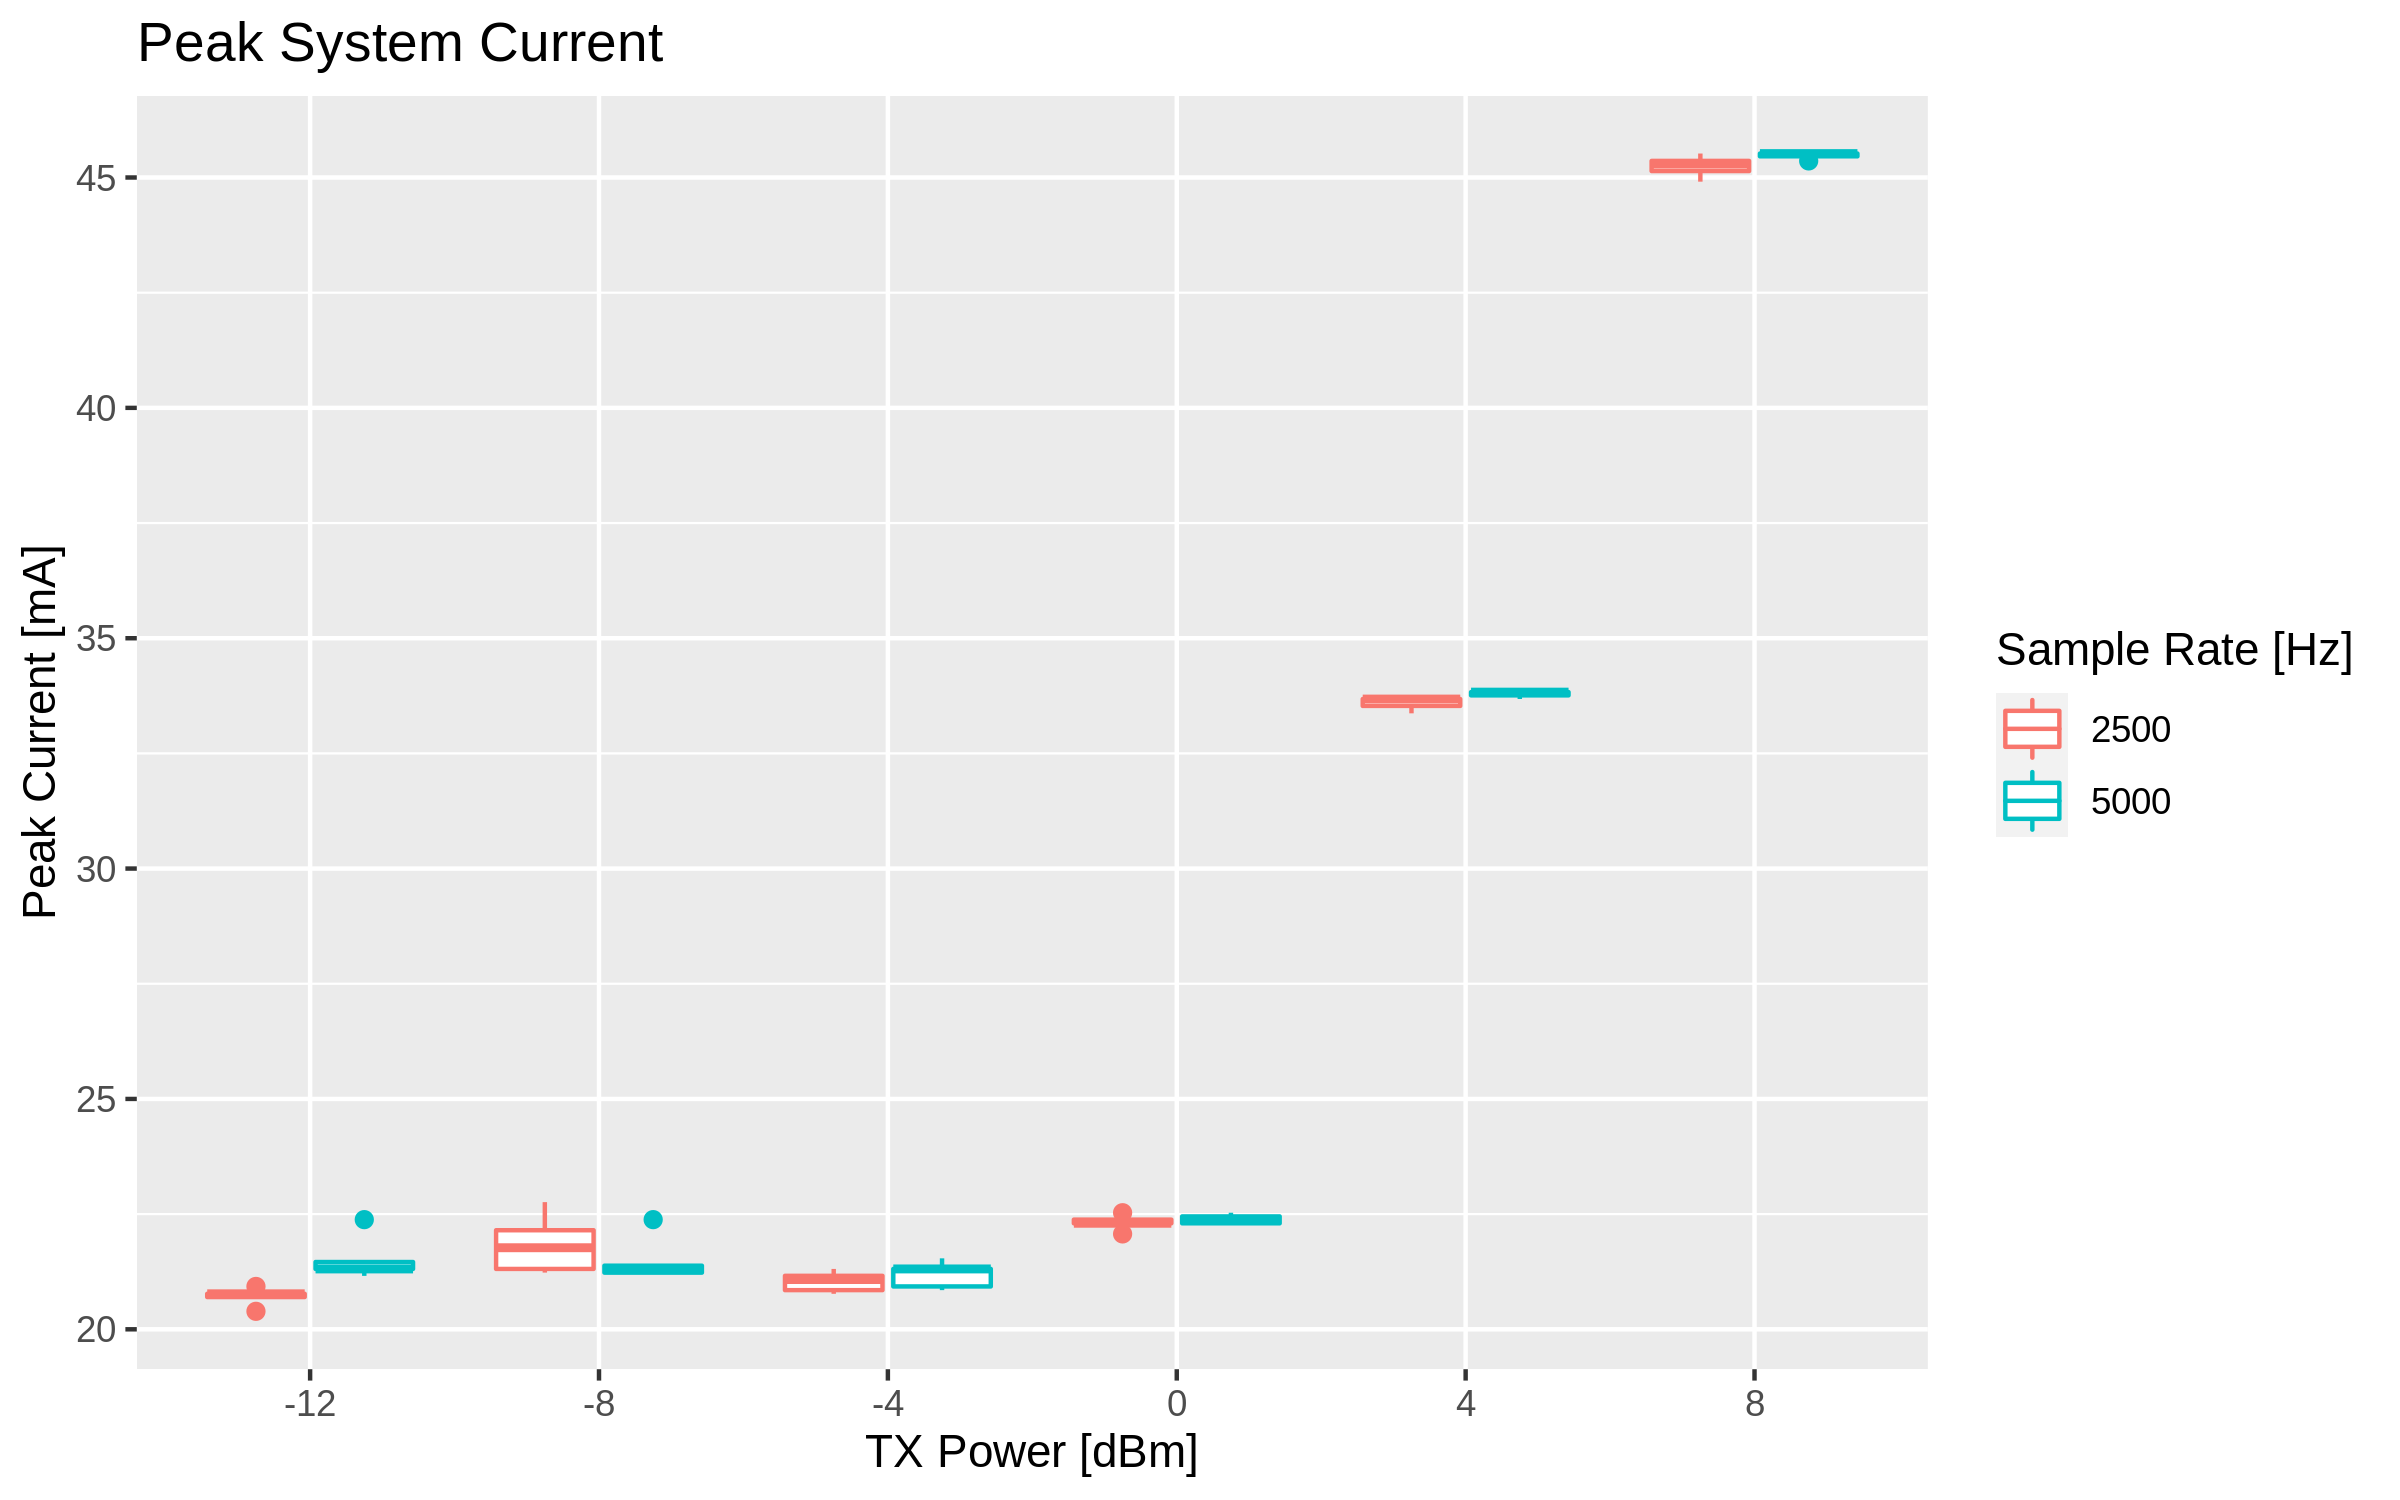 Peak System Current
Peak Current [mA]
45
40
35
30
25
20
-12 -8 -4 0 4 8
TX Power [dBm]
Sample Rate [Hz]
2500
5000